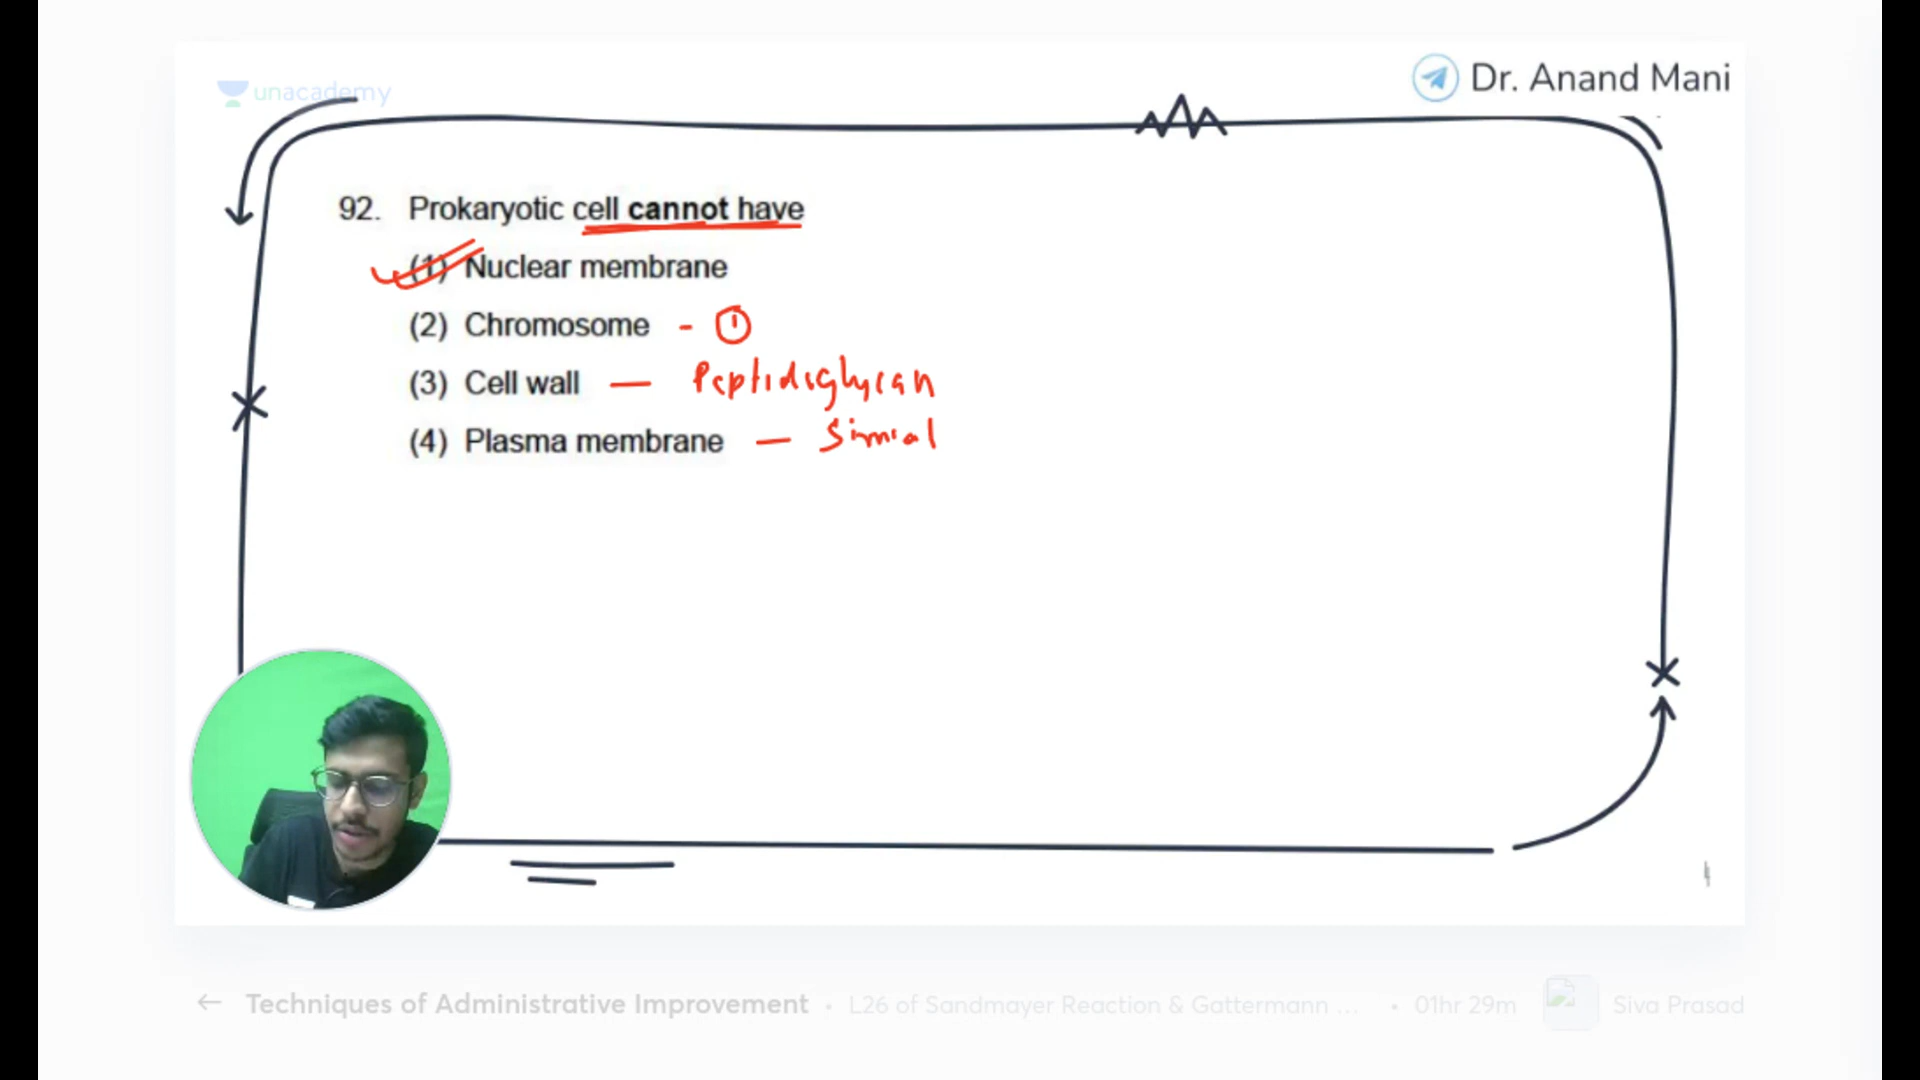 unacademy
Dr. Anand Mani
92. Prokaryotic cell cannot have
(1) Nuclear membrane
(2) Chromosome - 1
(3) Cell wall — Peptidoglycan
(4) Plasma membrane —
← Techniques of Administrative Improvement • L26 of Sandmayer Reaction & Gattermann ... • 01hr 29m Siva Prasad